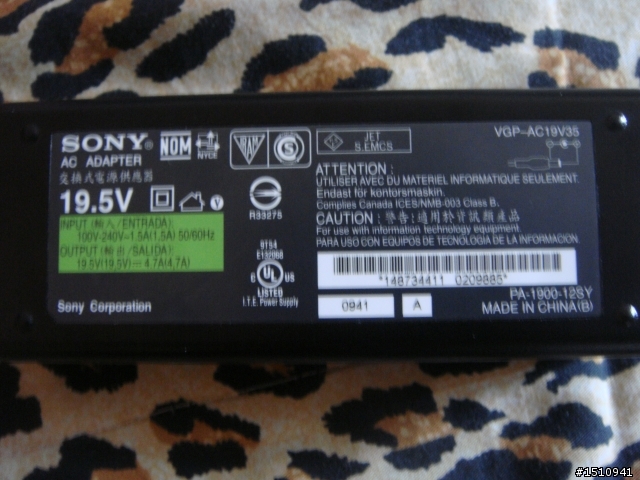 SONY®
AC ADAPTER
交換式電源供應器
19.5V
INPUT (輸入/ENTRADA):
100V-240V~1.5A(1,5A) 50/60Hz
OUTPUT (輸出/SALIDA):
19.5V(19,5V) 4.7A(4,7A)
Sony Corporation
NOM
NYCE
S
R33275
V
9TS4
E132068
C UL US
LISTED
I.T.E. Power Supply
JET
S.EMCS
VGP-AC19V35
ATTENTION :
UTILISER AVEC DU MATERIEL INFORMATIQUE SEULEMENT.
Endast för kontorsmaskin.
Complies Canada ICES/NMB-003 Class B.
CAUTION : 警告:適用於資訊類產品
For use with information technology equipment.
PARA USO CON EQUIPOS DE TECNOLOGIA DE LA INFORMACION.
*148734411 0209885*
0941 A
PA-1900-12SY
MADE IN CHINA(B)
#1510941